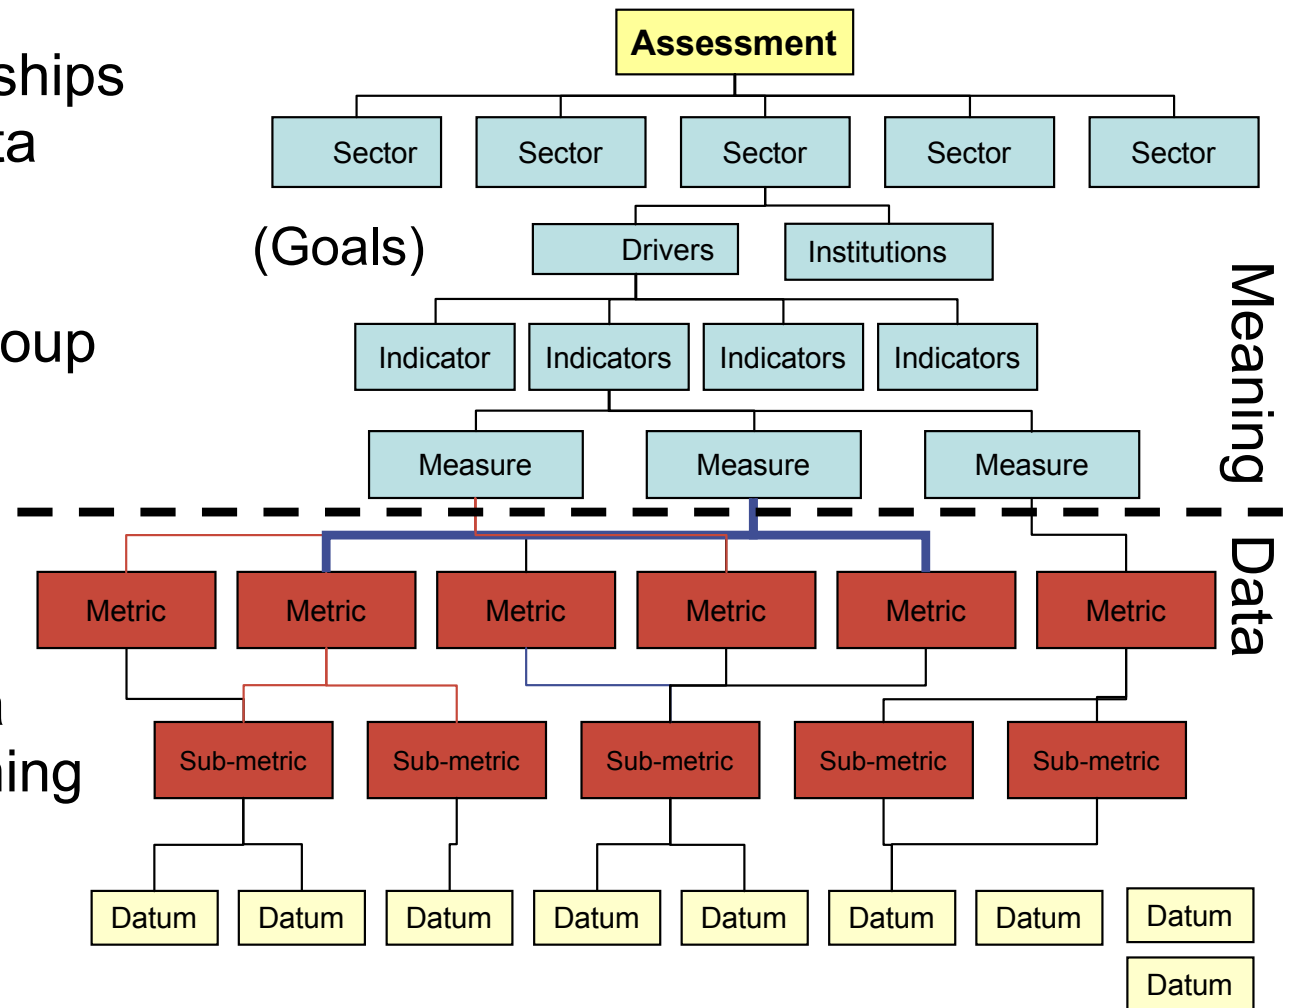 Assessment
ships
ta
Sector Sector Sector Sector Sector
(Goals)
Drivers Institutions
Meaning
oup
Indicator Indicators Indicators Indicators
Measure Measure Measure
Data
Metric Metric Metric Metric Metric Metric
ning
Sub-metric Sub-metric Sub-metric Sub-metric Sub-metric
Datum Datum Datum Datum Datum Datum Datum Datum
Datum